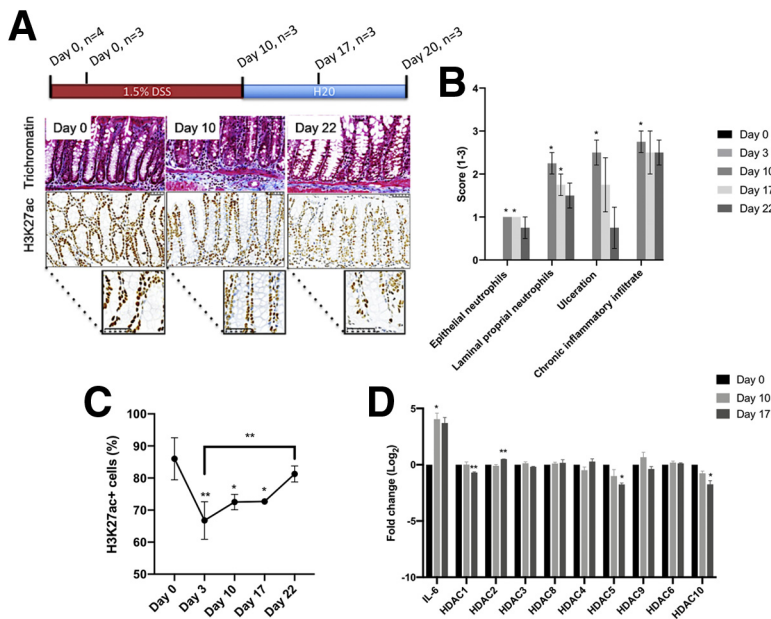 A
Day 0, n=4
Day 0, n=3
Day 10, n=3
Day 17, n=3
Day 20, n=3
1.5% DSS
H20
Trichromatin
Day 0
Day 10
Day 22
H3K27ac
B
Score (1-3)
4
3
2
1
0
*
*
*
*
*
*
Epithelial neutrophils
Laminal proprial neutrophils
Ulceration
Chronic inflammatory infiltrate
Day 0
Day 3
Day 10
Day 17
Day 22
C
H3K27ac+ cells (%)
100
90
80
70
60
50
**
**
*
*
Day 0
Day 3
Day 10
Day 17
Day 22
D
Day 0
Day 10
Day 17
Fold change (Log2)
5
-5
-10
*
**
**
*
*
IL-6
HDAC1
HDAC2
HDAC3
HDAC8
HDAC4
HDAC5
HDAC9
HDAC6
HDAC10